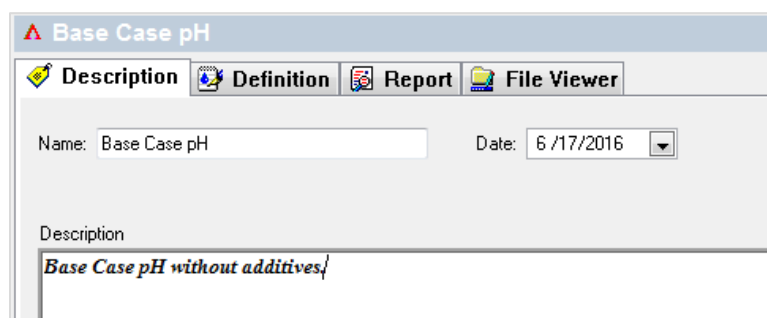 Base Case pH
Description Definition Report File Viewer
Name: Base Case pH Date: 6 /17/2016
Description
Base Case pH without additives.